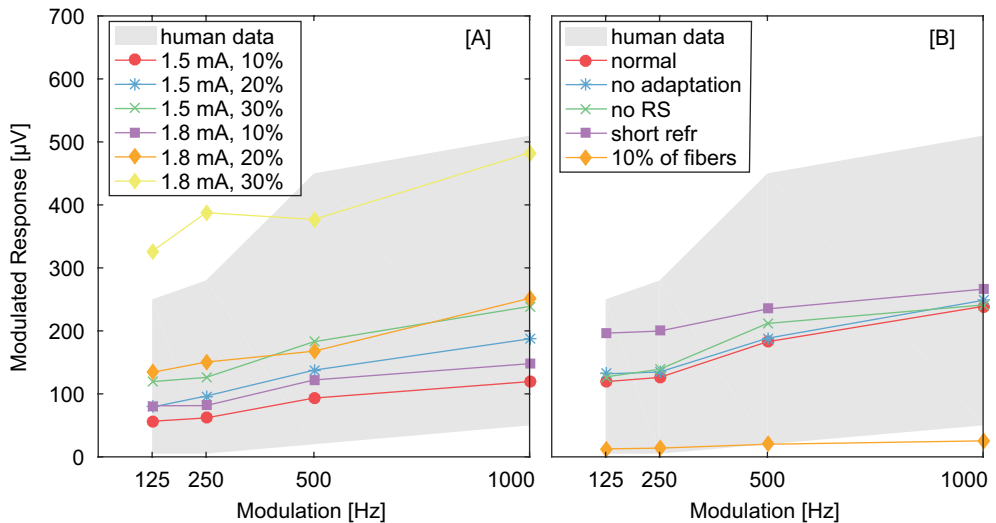 700
600
500
400
300
200
100
0
Modulated Response [µV]
human data
1.5 mA, 10%
1.5 mA, 20%
1.5 mA, 30%
1.8 mA, 10%
1.8 mA, 20%
1.8 mA, 30%
[A]
125 250 500 1000
Modulation [Hz]
human data
normal
no adaptation
no RS
short refr
10% of fibers
[B]
125 250 500 1000
Modulation [Hz]